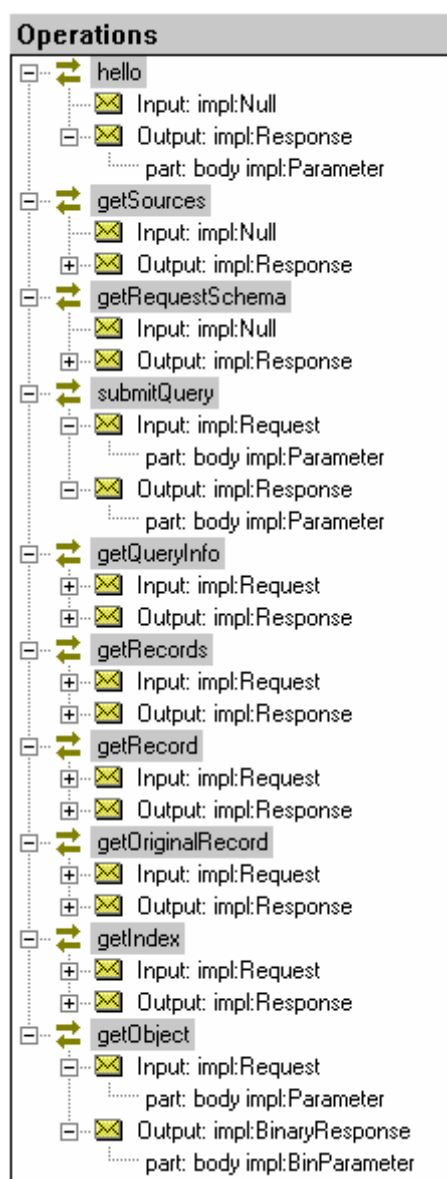 Operations
hello
Input: impl:Null
Output: impl:Response
part: body impl:Parameter
getSources
Input: impl:Null
Output: impl:Response
getRequestSchema
Input: impl:Null
Output: impl:Response
submitQuery
Input: impl:Request
part: body impl:Parameter
Output: impl:Response
part: body impl:Parameter
getQueryInfo
Input: impl:Request
Output: impl:Response
getRecords
Input: impl:Request
Output: impl:Response
getRecord
Input: impl:Request
Output: impl:Response
getOriginalRecord
Input: impl:Request
Output: impl:Response
getIndex
Input: impl:Request
Output: impl:Response
getObject
Input: impl:Request
part: body impl:Parameter
Output: impl:BinaryResponse
part: body impl:BinParameter